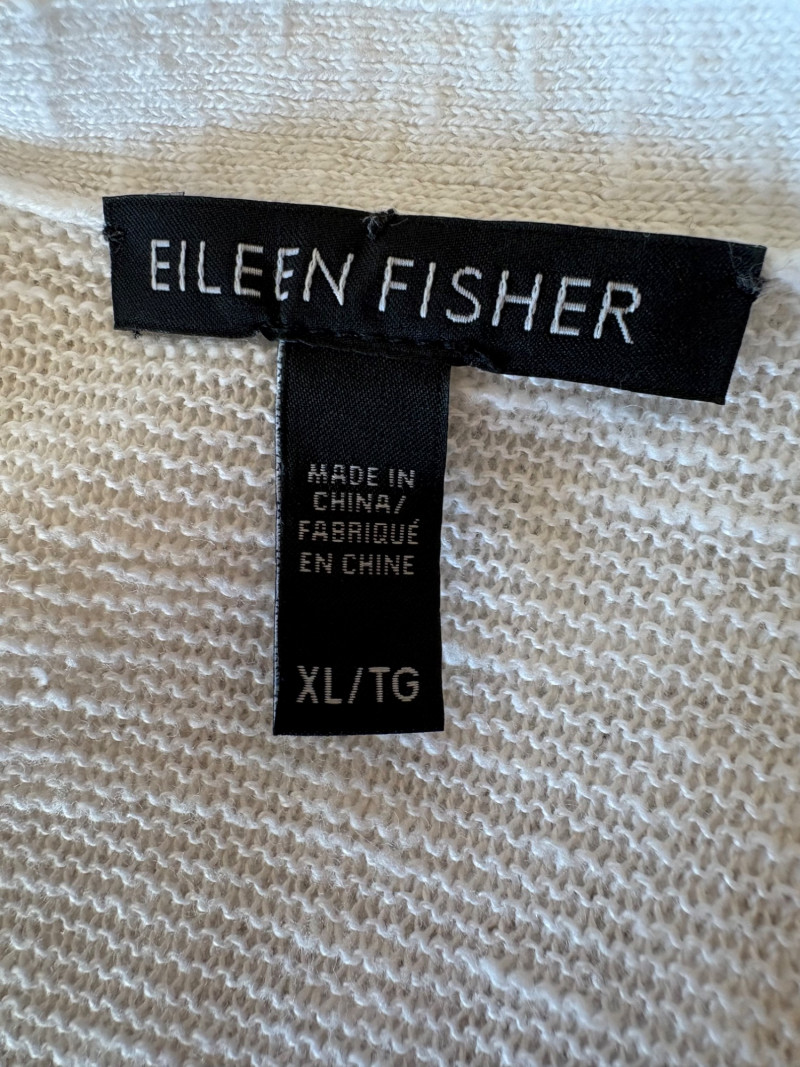 EILEEN FISHER
MADE IN
CHINA/
FABRIQUÉ
EN CHINE
XL/TG